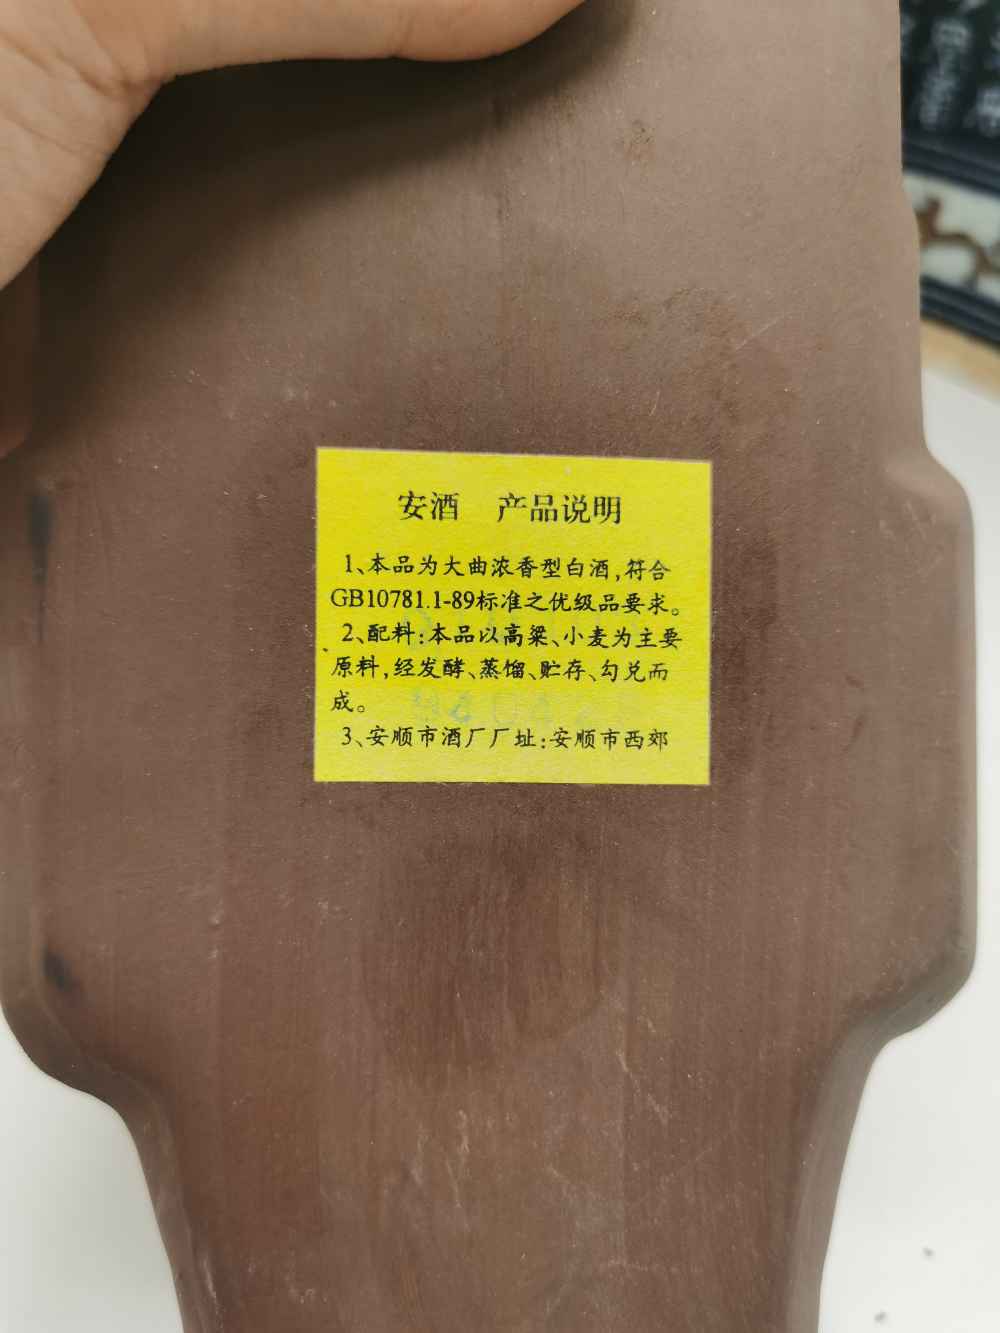 安酒 产品说明
1、本品为大曲浓香型白酒,符合
GB10781.1-89标准之优级品要求。
2、配料:本品以高粱、小麦为主要
原料,经发酵、蒸馏、贮存、勾兑而
成。
3、安顺市酒厂厂址:安顺市西郊